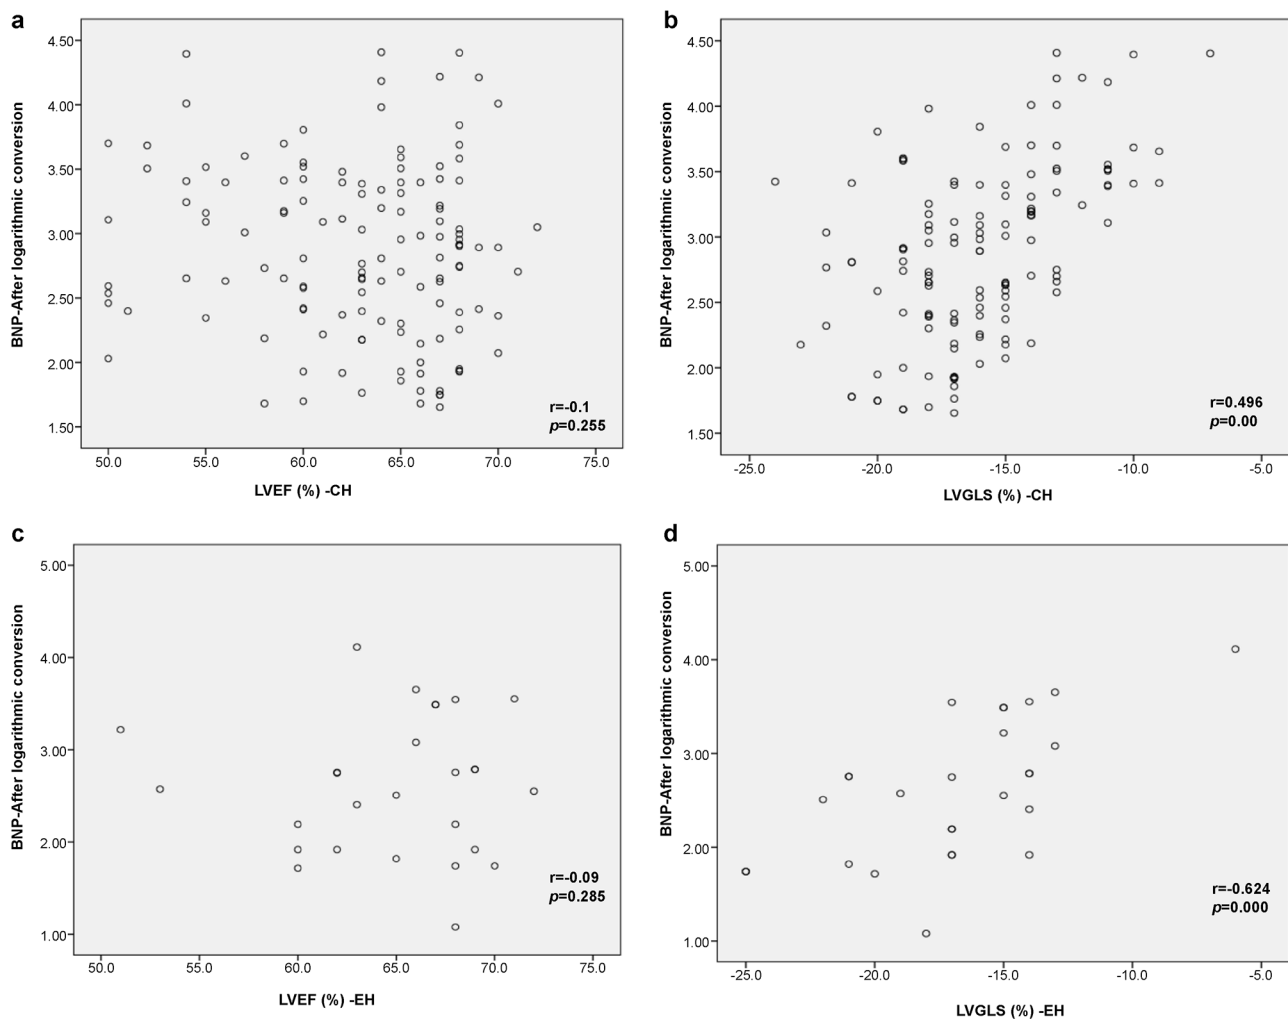 a
BNP-After logarithmic conversion
4.50
4.00
3.50
3.00
2.50
2.00
1.50
50.0 55.0 60.0 65.0 70.0 75.0
LVEF (%) -CH
r=-0.1
p=0.255
b
BNP-After logarithmic conversion
4.50
4.00
3.50
3.00
2.50
2.00
1.50
-25.0 -20.0 -15.0 -10.0 -5.0
LVGLS (%) -CH
r=0.496
p=0.00
c
BNP-After logarithmic conversion
5.00
4.00
3.00
2.00
1.00
50.0 55.0 60.0 65.0 70.0 75.0
LVEF (%) -EH
r=-0.09
p=0.285
d
BNP-After logarithmic conversion
5.00
4.00
3.00
2.00
1.00
-25.0 -20.0 -15.0 -10.0 -5.0
LVGLS (%) -EH
r=-0.624
p=0.000